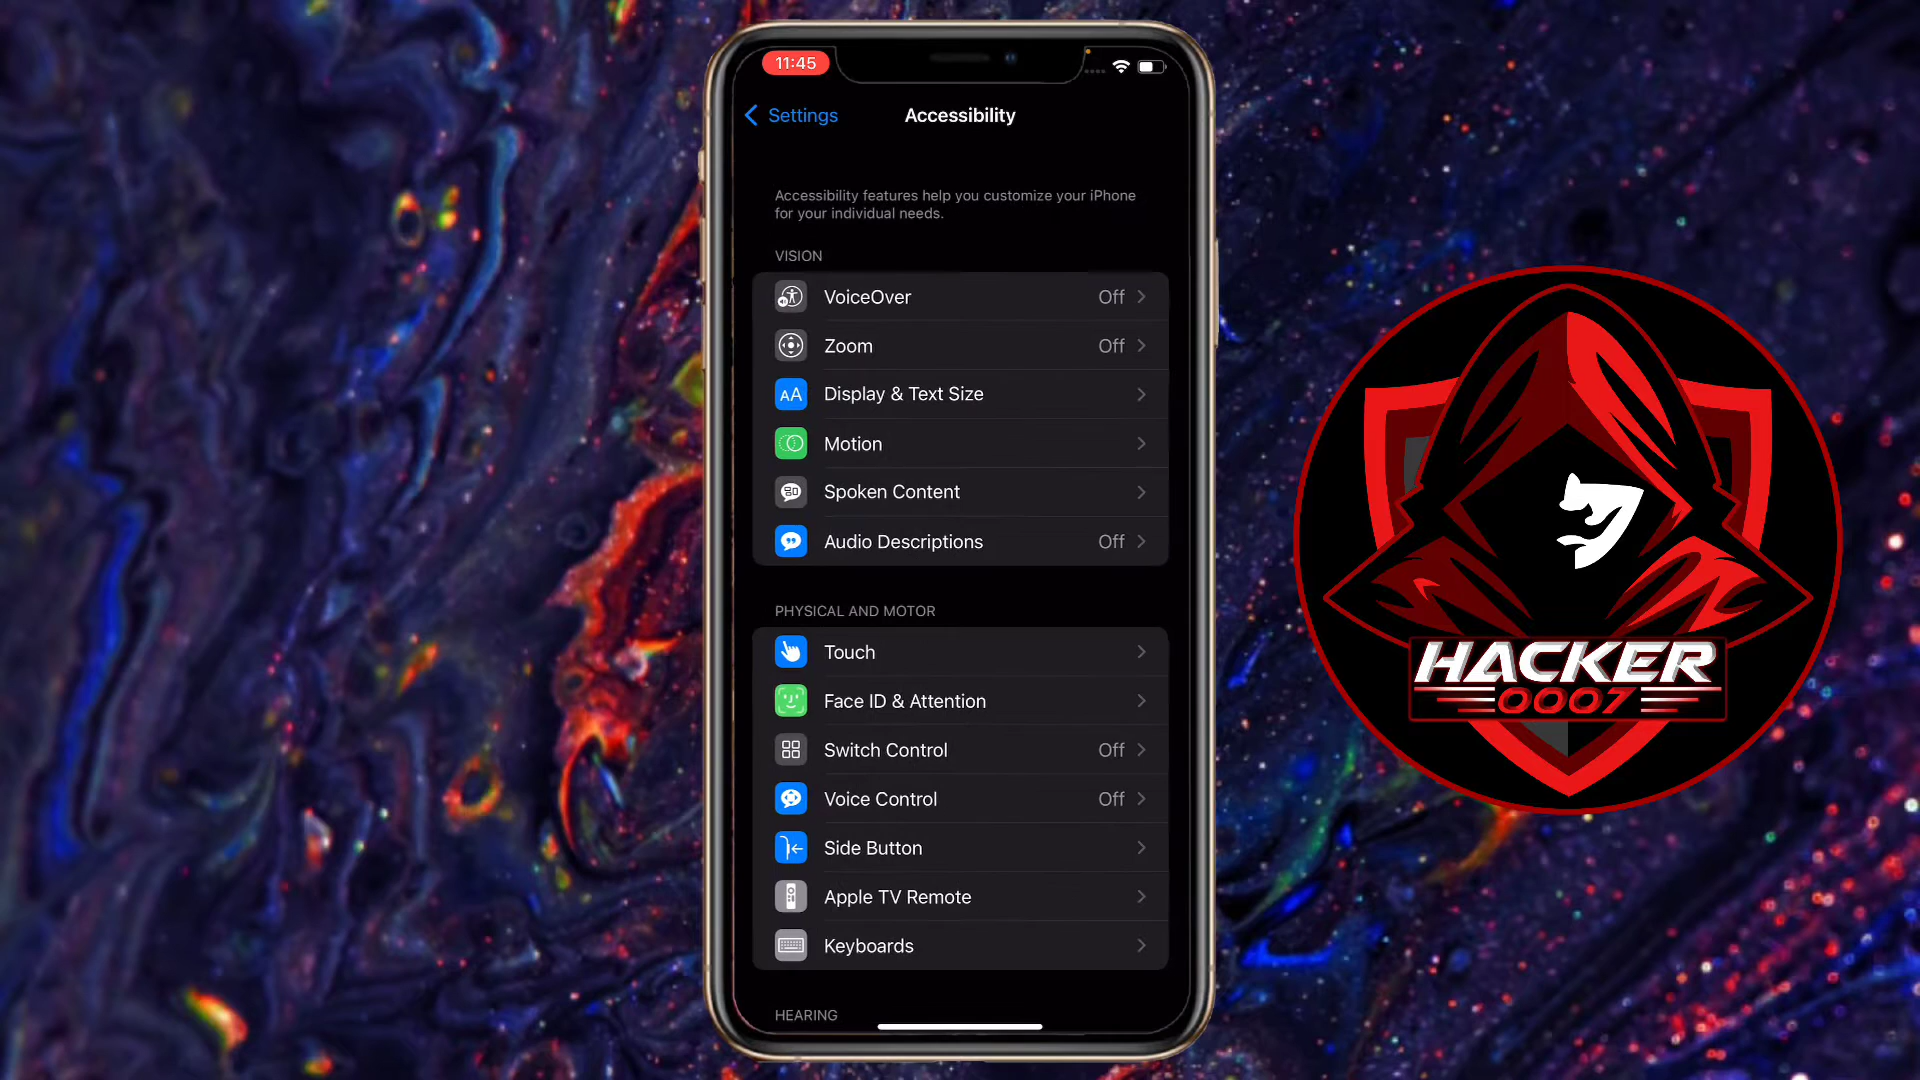 11:45
Settings
Accessibility
Accessibility features help you customize your iPhone
for your individual needs.
VISION
VoiceOver Off
Zoom Off
AA Display & Text Size
Motion
Spoken Content
Audio Descriptions Off
PHYSICAL AND MOTOR
Touch
Face ID & Attention
Switch Control Off
Voice Control Off
Side Button
Apple TV Remote
Keyboards
HEARING
HACKER
0007